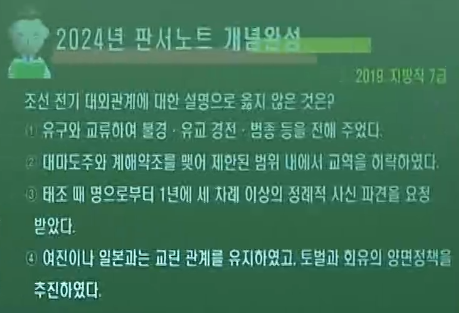 2024년 판서노트 개념완성
2019 지방직 7급
조선 전기 대외관계에 대한 설명으로 옳지 않은 것은?
① 유구와 교류하여 불경 · 유교 경전 · 범종 등을 전해 주었다.
② 대마도주와 계해약조를 맺어 제한된 범위 내에서 교역을 허락하였다.
③ 태조 때 명으로부터 1년에 세 차례 이상의 정례적 사신 파견을 요청
받았다.
④ 여진이나 일본과는 교린 관계를 유지하였고, 토벌과 회유의 양면정책을
추진하였다.